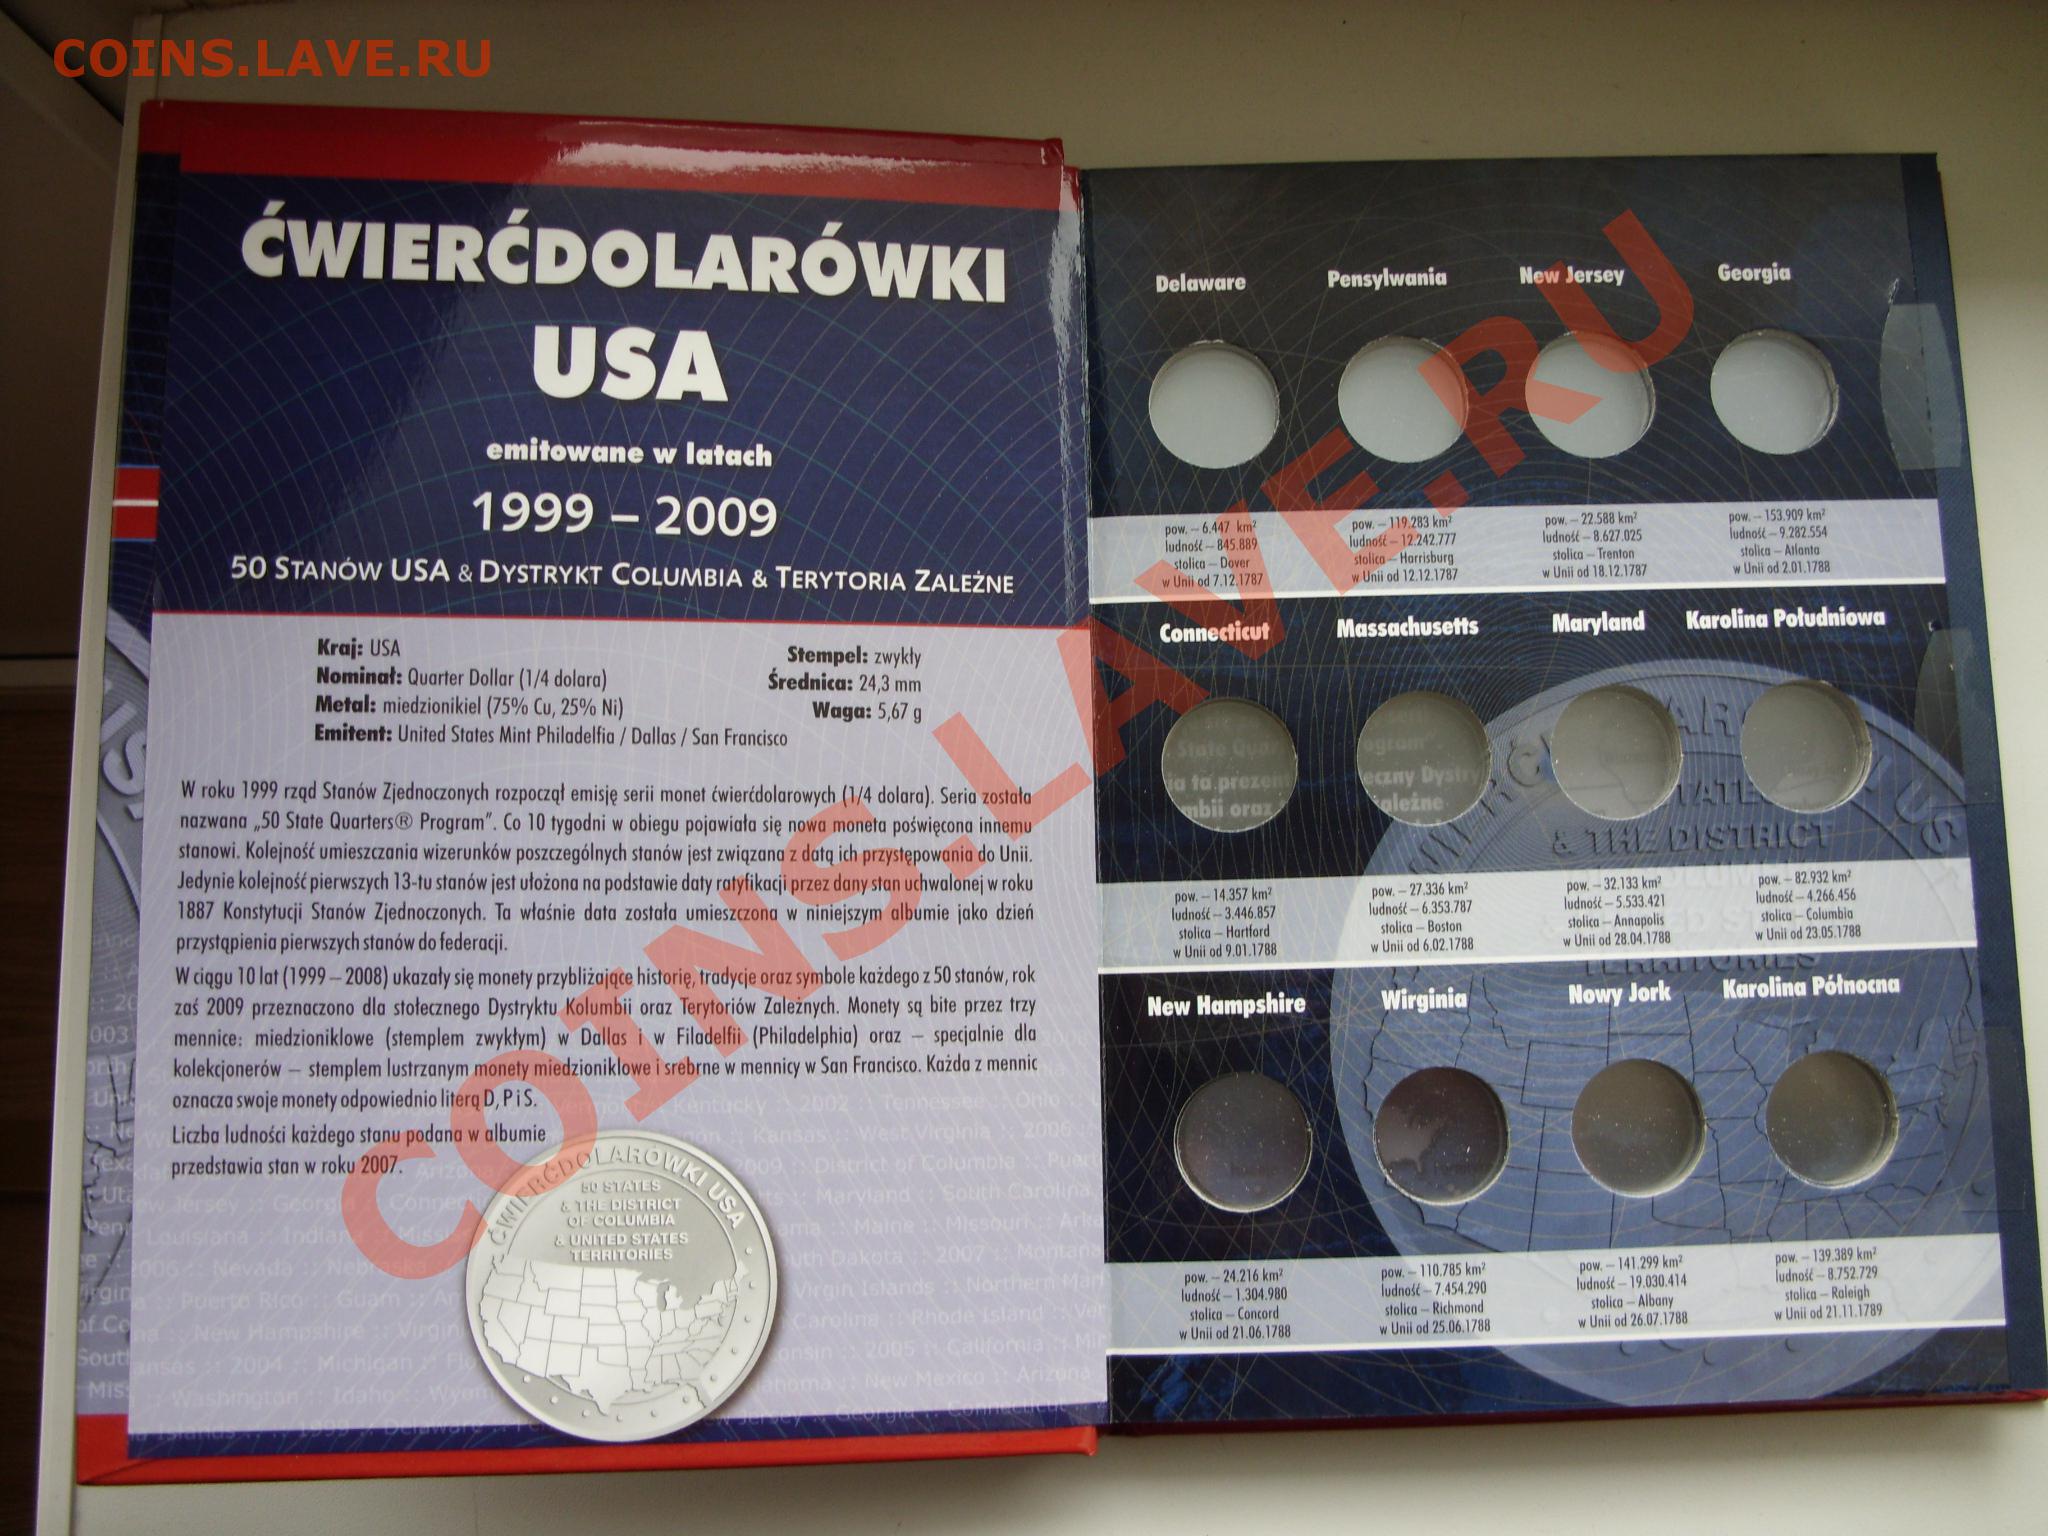 COINS.LAVE.RU
ĆWIERĆDOLARÓWKI
USA
emitowane w latach
1999 – 2009
50 STANÓW USA & DYSTRYKT COLUMBIA & TERYTORIA ZALEŻNE
Kraj: USA
Nominał: Quarter Dollar (1/4 dolara)
Metal: miedzionikiel (75% Cu, 25% Ni)
Emitent: United States Mint Philadelfia / Dallas / San Francisco
Stempel: zwykły
Średnica: 24,3 mm
Waga: 5,67 g
W roku 1999 rząd Stanów Zjednoczonych rozpoczął emisję serii monet ćwierćdolarowych (1/4 dolara). Seria została
nazwana „50 State Quarters® Program”. Co 10 tygodni w obiegu pojawiała się nowa moneta poświęcona innemu
stanowi. Kolejność umieszczania wizerunków poszczególnych stanów jest związana z datą ich przystępowania do Unii.
Jedynie kolejność pierwszych 13-tu stanów jest ułożona na podstawie daty ratyfikacji przez dany stan uchwalonej w roku
1887 Konstytucji Stanów Zjednoczonych. Ta właśnie data została umieszczona w niniejszym albumie jako dzień
przystąpienia pierwszych stanów do federacji.
W ciągu 10 lat (1999 – 2008) ukazały się monety przybliżające historię, tradycje oraz symbole każdego z 50 stanów, rok
zaś 2009 przeznaczono dla stołecznego Dystryktu Kolumbii oraz Terytoriów Zależnych. Monety są bite przez trzy
mennice: miedzioniklowe (stemplem zwykłym) w Dallas i w Filadelfii (Philadelphia) oraz – specjalnie dla
kolekcjonerów – stemplem lustrzanym monety miedzioniklowe i srebrne w mennicy w San Francisco. Każda z mennic
oznacza swoje monety odpowiednio literą D, P i S.
Liczba ludności każdego stanu podana w albumie
przedstawia stan w roku 2007.
ĆWIERĆDOLARÓWKI USA
50 STATES
& THE DISTRICT
OF COLUMBIA
& UNITED STATES
TERRITORIES
Delaware
Pensylwania
New Jersey
Georgia
pow. – 6.447 km²
ludność – 845.889
stolica – Dover
w Unii od 7.12.1787
pow. – 119.283 km²
ludność – 12.242.777
stolica – Harrisburg
w Unii od 12.12.1787
pow. – 22.588 km²
ludność – 8.627.025
stolica – Trenton
w Unii od 18.12.1787
pow. – 153.909 km²
ludność – 9.282.554
stolica – Atlanta
w Unii od 2.01.1788
Connecticut
Massachusetts
Maryland
Karolina Południowa
pow. – 14.357 km²
ludność – 3.446.857
stolica – Hartford
w Unii od 9.01.1788
pow. – 27.336 km²
ludność – 6.353.787
stolica – Boston
w Unii od 6.02.1788
pow. – 32.133 km²
ludność – 5.533.421
stolica – Annapolis
w Unii od 28.04.1788
pow. – 82.932 km²
ludność – 4.266.456
stolica – Columbia
w Unii od 23.05.1788
New Hampshire
Wirginia
Nowy Jork
Karolina Północna
pow. – 24.216 km²
ludność – 1.304.980
stolica – Concord
w Unii od 21.06.1788
pow. – 110.785 km²
ludność – 7.454.290
stolica – Richmond
w Unii od 25.06.1788
pow. – 141.299 km²
ludność – 19.030.414
stolica – Albany
w Unii od 26.07.1788
pow. – 139.389 km²
ludność – 8.752.729
stolica – Raleigh
w Unii od 21.11.1789
COINS.LAVE.RU